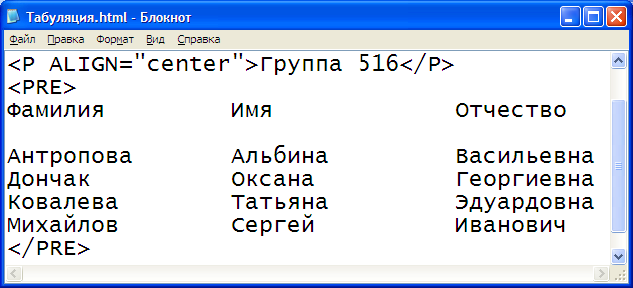 Табуляция.html - Блокнот
Файл Правка Формат Вид Справка
<P ALIGN="center">Группа 516</P>
<PRE>
Фамилия Имя Отчество
Антропова Альбина Васильевна
Дончак Оксана Георгиевна
Ковалева Татьяна Эдуардовна
Михайлов Сергей Иванович
</PRE>